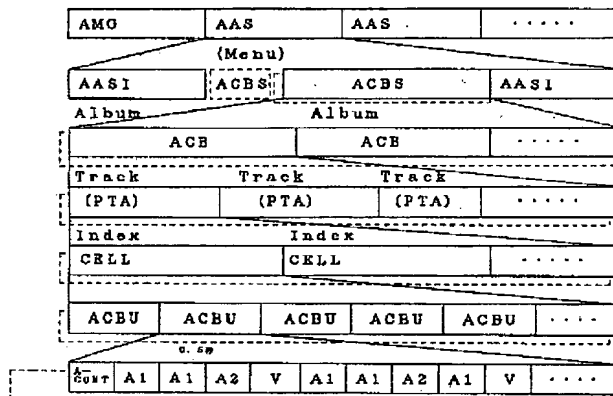 AMG AAS AAS ·····
(Menu)
AASI ACBS ACBS AASI
Album Album
ACB ACB ·····
Track Track Track
(PTA) (PTA) (PTA) ·····
Index Index
CELL CELL ·····
ACBU ACBU ACBU ACBU ACBU ····
A-CONT A1 A1 A2 V A1 A1 A2 A1 V ····